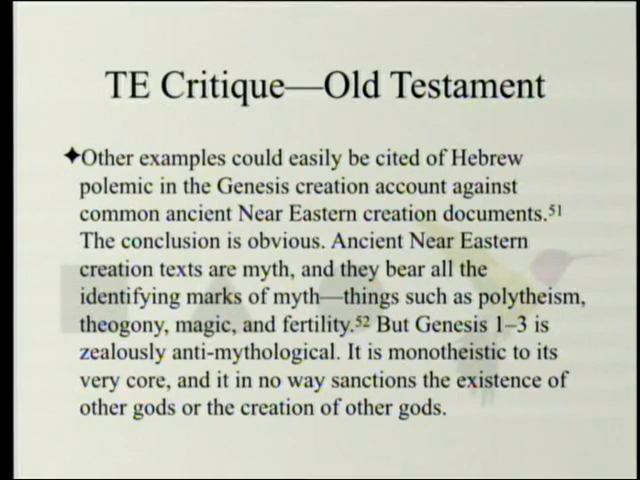 TE Critique—Old Testament
✦Other examples could easily be cited of Hebrew
polemic in the Genesis creation account against
common ancient Near Eastern creation documents.51
The conclusion is obvious. Ancient Near Eastern
creation texts are myth, and they bear all the
identifying marks of myth—things such as polytheism,
theogony, magic, and fertility.52 But Genesis 1–3 is
zealously anti-mythological. It is monotheistic to its
very core, and it in no way sanctions the existence of
other gods or the creation of other gods.